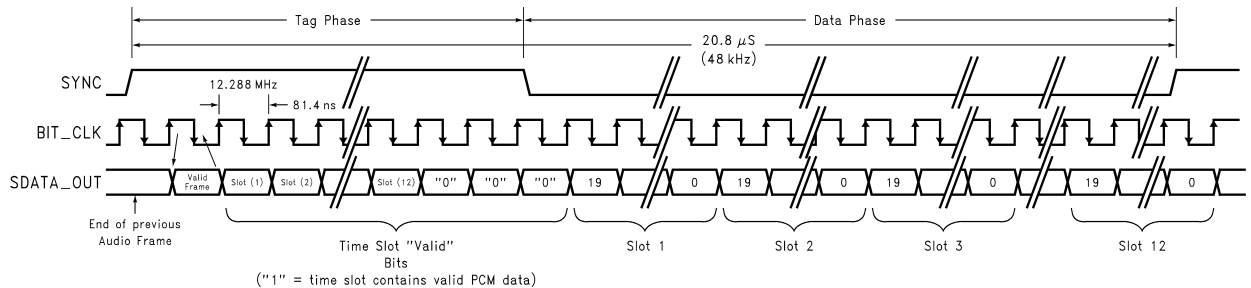 Tag Phase
Data Phase
20.8 μS
(48 kHz)
SYNC
12.288 MHz
81.4 ns
BIT_CLK
SDATA_OUT
Valid
Frame
Slot (1)
Slot (2)
Slot (12)
"0"
"0"
"0"
19
0
19
0
19
0
19
0
End of previous
Audio Frame
Time Slot "Valid"
Bits
("1" = time slot contains valid PCM data)
Slot 1
Slot 2
Slot 3
Slot 12